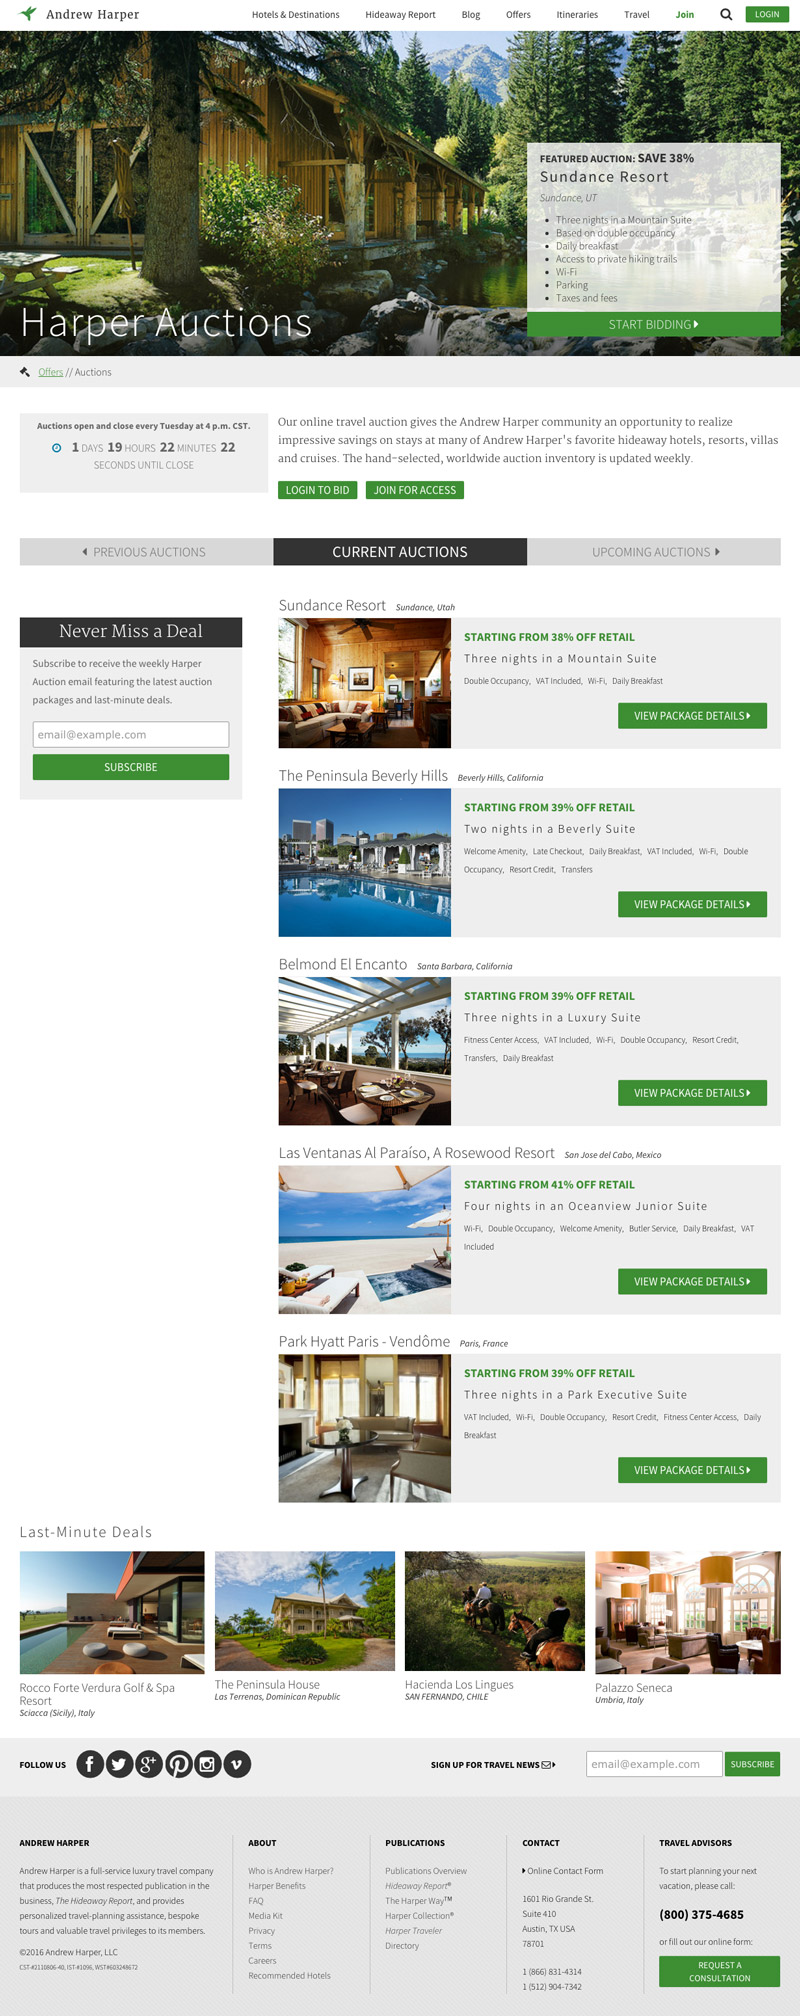 Andrew Harper
Hotels & Destinations Hideaway Report Blog Offers Itineraries Travel Join LOGIN
FEATURED AUCTION: SAVE 38%
Sundance Resort
Sundance, UT
Three nights in a Mountain Suite
Based on double occupancy
Daily breakfast
Access to private hiking trails
Wi-Fi
Parking
Taxes and fees
START BIDDING
Harper Auctions
Offers // Auctions
Auctions open and close every Tuesday at 4 p.m. CST.
1 DAYS 19 HOURS 22 MINUTES 22
SECONDS UNTIL CLOSE
Our online travel auction gives the Andrew Harper community an opportunity to realize
impressive savings on stays at many of Andrew Harper's favorite hideaway hotels, resorts, villas
and cruises. The hand-selected, worldwide auction inventory is updated weekly.
LOGIN TO BID JOIN FOR ACCESS
PREVIOUS AUCTIONS CURRENT AUCTIONS UPCOMING AUCTIONS
Never Miss a Deal
Subscribe to receive the weekly Harper
Auction email featuring the latest auction
packages and last-minute deals.
email@example.com
SUBSCRIBE
Sundance Resort Sundance, Utah
STARTING FROM 38% OFF RETAIL
Three nights in a Mountain Suite
Double Occupancy, VAT Included, Wi-Fi, Daily Breakfast
VIEW PACKAGE DETAILS
The Peninsula Beverly Hills Beverly Hills, California
STARTING FROM 39% OFF RETAIL
Two nights in a Beverly Suite
Welcome Amenity, Late Checkout, Daily Breakfast, VAT Included, Wi-Fi, Double
Occupancy, Resort Credit, Transfers
VIEW PACKAGE DETAILS
Belmond El Encanto Santa Barbara, California
STARTING FROM 39% OFF RETAIL
Three nights in a Luxury Suite
Fitness Center Access, VAT Included, Wi-Fi, Double Occupancy, Resort Credit,
Transfers, Daily Breakfast
VIEW PACKAGE DETAILS
Las Ventanas Al Paraíso, A Rosewood Resort San Jose del Cabo, Mexico
STARTING FROM 41% OFF RETAIL
Four nights in an Oceanview Junior Suite
Wi-Fi, Double Occupancy, Welcome Amenity, Butler Service, Daily Breakfast, VAT
Included
VIEW PACKAGE DETAILS
Park Hyatt Paris - Vendôme Paris, France
STARTING FROM 39% OFF RETAIL
Three nights in a Park Executive Suite
VAT Included, Wi-Fi, Double Occupancy, Resort Credit, Fitness Center Access, Daily
Breakfast
VIEW PACKAGE DETAILS
Last-Minute Deals
Rocco Forte Verdura Golf & Spa
Resort
Sciacca (Sicily), Italy
The Peninsula House
Las Terrenas, Dominican Republic
Hacienda Los Lingues
SAN FERNANDO, CHILE
Palazzo Seneca
Umbria, Italy
FOLLOW US
SIGN UP FOR TRAVEL NEWS
email@example.com SUBSCRIBE
ANDREW HARPER
Andrew Harper is a full-service luxury travel company
that produces the most respected publication in the
business, The Hideaway Report, and provides
personalized travel-planning assistance, bespoke
tours and valuable travel privileges to its members.
©2016 Andrew Harper, LLC
CST-#2110806-40, IST-#1096, WST#603248672
ABOUT
Who is Andrew Harper?
Harper Benefits
FAQ
Media Kit
Privacy
Terms
Careers
Recommended Hotels
PUBLICATIONS
Publications Overview
Hideaway Report®
The Harper Way™
Harper Collection®
Harper Traveler
Directory
CONTACT
Online Contact Form
1601 Rio Grande St.
Suite 410
Austin, TX USA
78701
1 (866) 831-4314
1 (512) 904-7342
TRAVEL ADVISORS
To start planning your next
vacation, please call:
(800) 375-4685
or fill out our online form:
REQUEST A
CONSULTATION